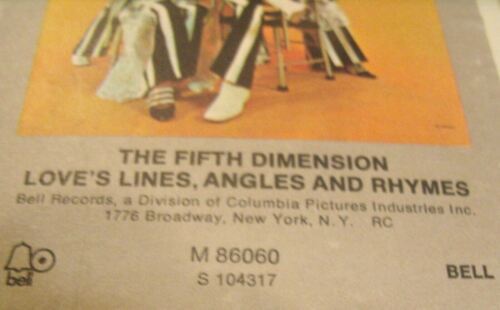 THE FIFTH DIMENSION
LOVE'S LINES, ANGLES AND RHYMES
Bell Records, a Division of Columbia Pictures Industries Inc.
1776 Broadway, New York, N.Y. RC
M 86060
S 104317
bell
BELL